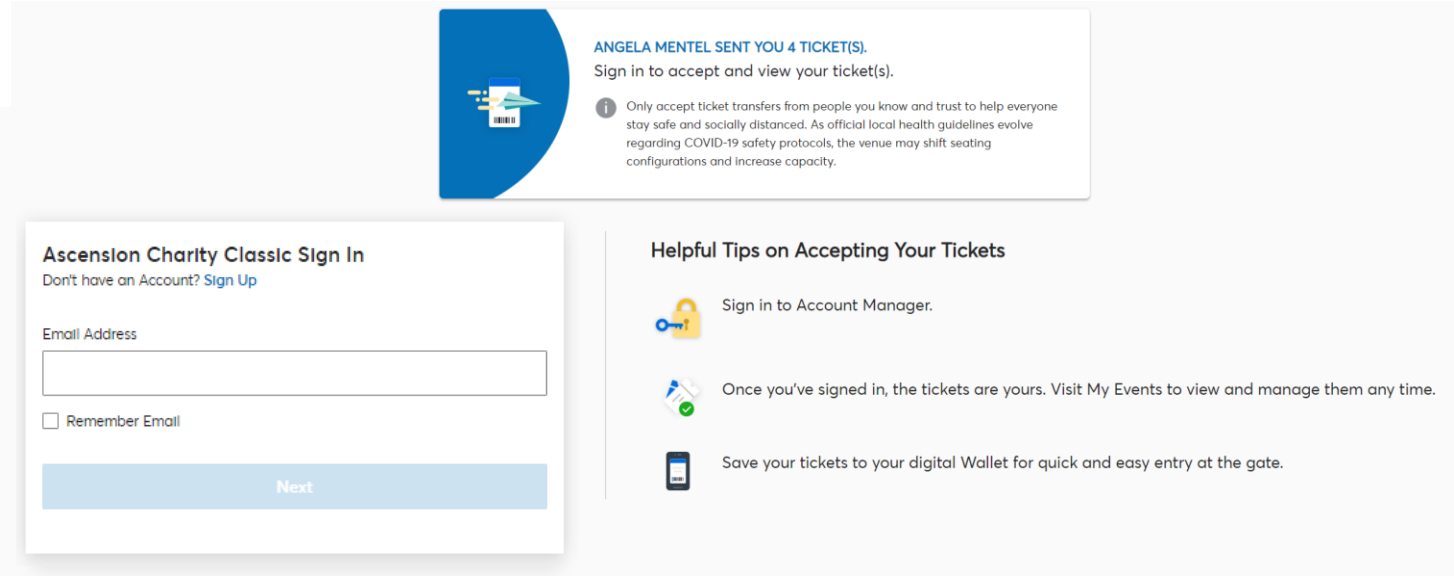 ANGELA MENTEL SENT YOU 4 TICKET(S).
Sign in to accept and view your ticket(s).
Only accept ticket transfers from people you know and trust to help everyone
stay safe and socially distanced. As official local health guidelines evolve
regarding COVID-19 safety protocols, the venue may shift seating
configurations and increase capacity.
Ascension Charity Classic Sign In
Don't have an Account? Sign Up
Email Address
Remember Email
Next
Helpful Tips on Accepting Your Tickets
Sign in to Account Manager.
Once you've signed in, the tickets are yours. Visit My Events to view and manage them any time.
Save your tickets to your digital Wallet for quick and easy entry at the gate.